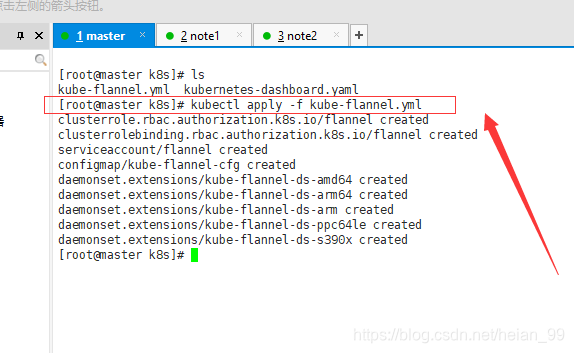 点击左侧的箭头按钮。
1 master
2 note1
3 note2
[root@master k8s]# ls
kube-flannel.yml  kubernetes-dashboard.yaml
[root@master k8s]# kubectl apply -f kube-flannel.yml
clusterrole.rbac.authorization.k8s.io/flannel created
clusterrolebinding.rbac.authorization.k8s.io/flannel created
serviceaccount/flannel created
configmap/kube-flannel-cfg created
daemonset.extensions/kube-flannel-ds-amd64 created
daemonset.extensions/kube-flannel-ds-arm64 created
daemonset.extensions/kube-flannel-ds-arm created
daemonset.extensions/kube-flannel-ds-ppc64le created
daemonset.extensions/kube-flannel-ds-s390x created
[root@master k8s]#
器
https://blog.csdn.net/heian_99